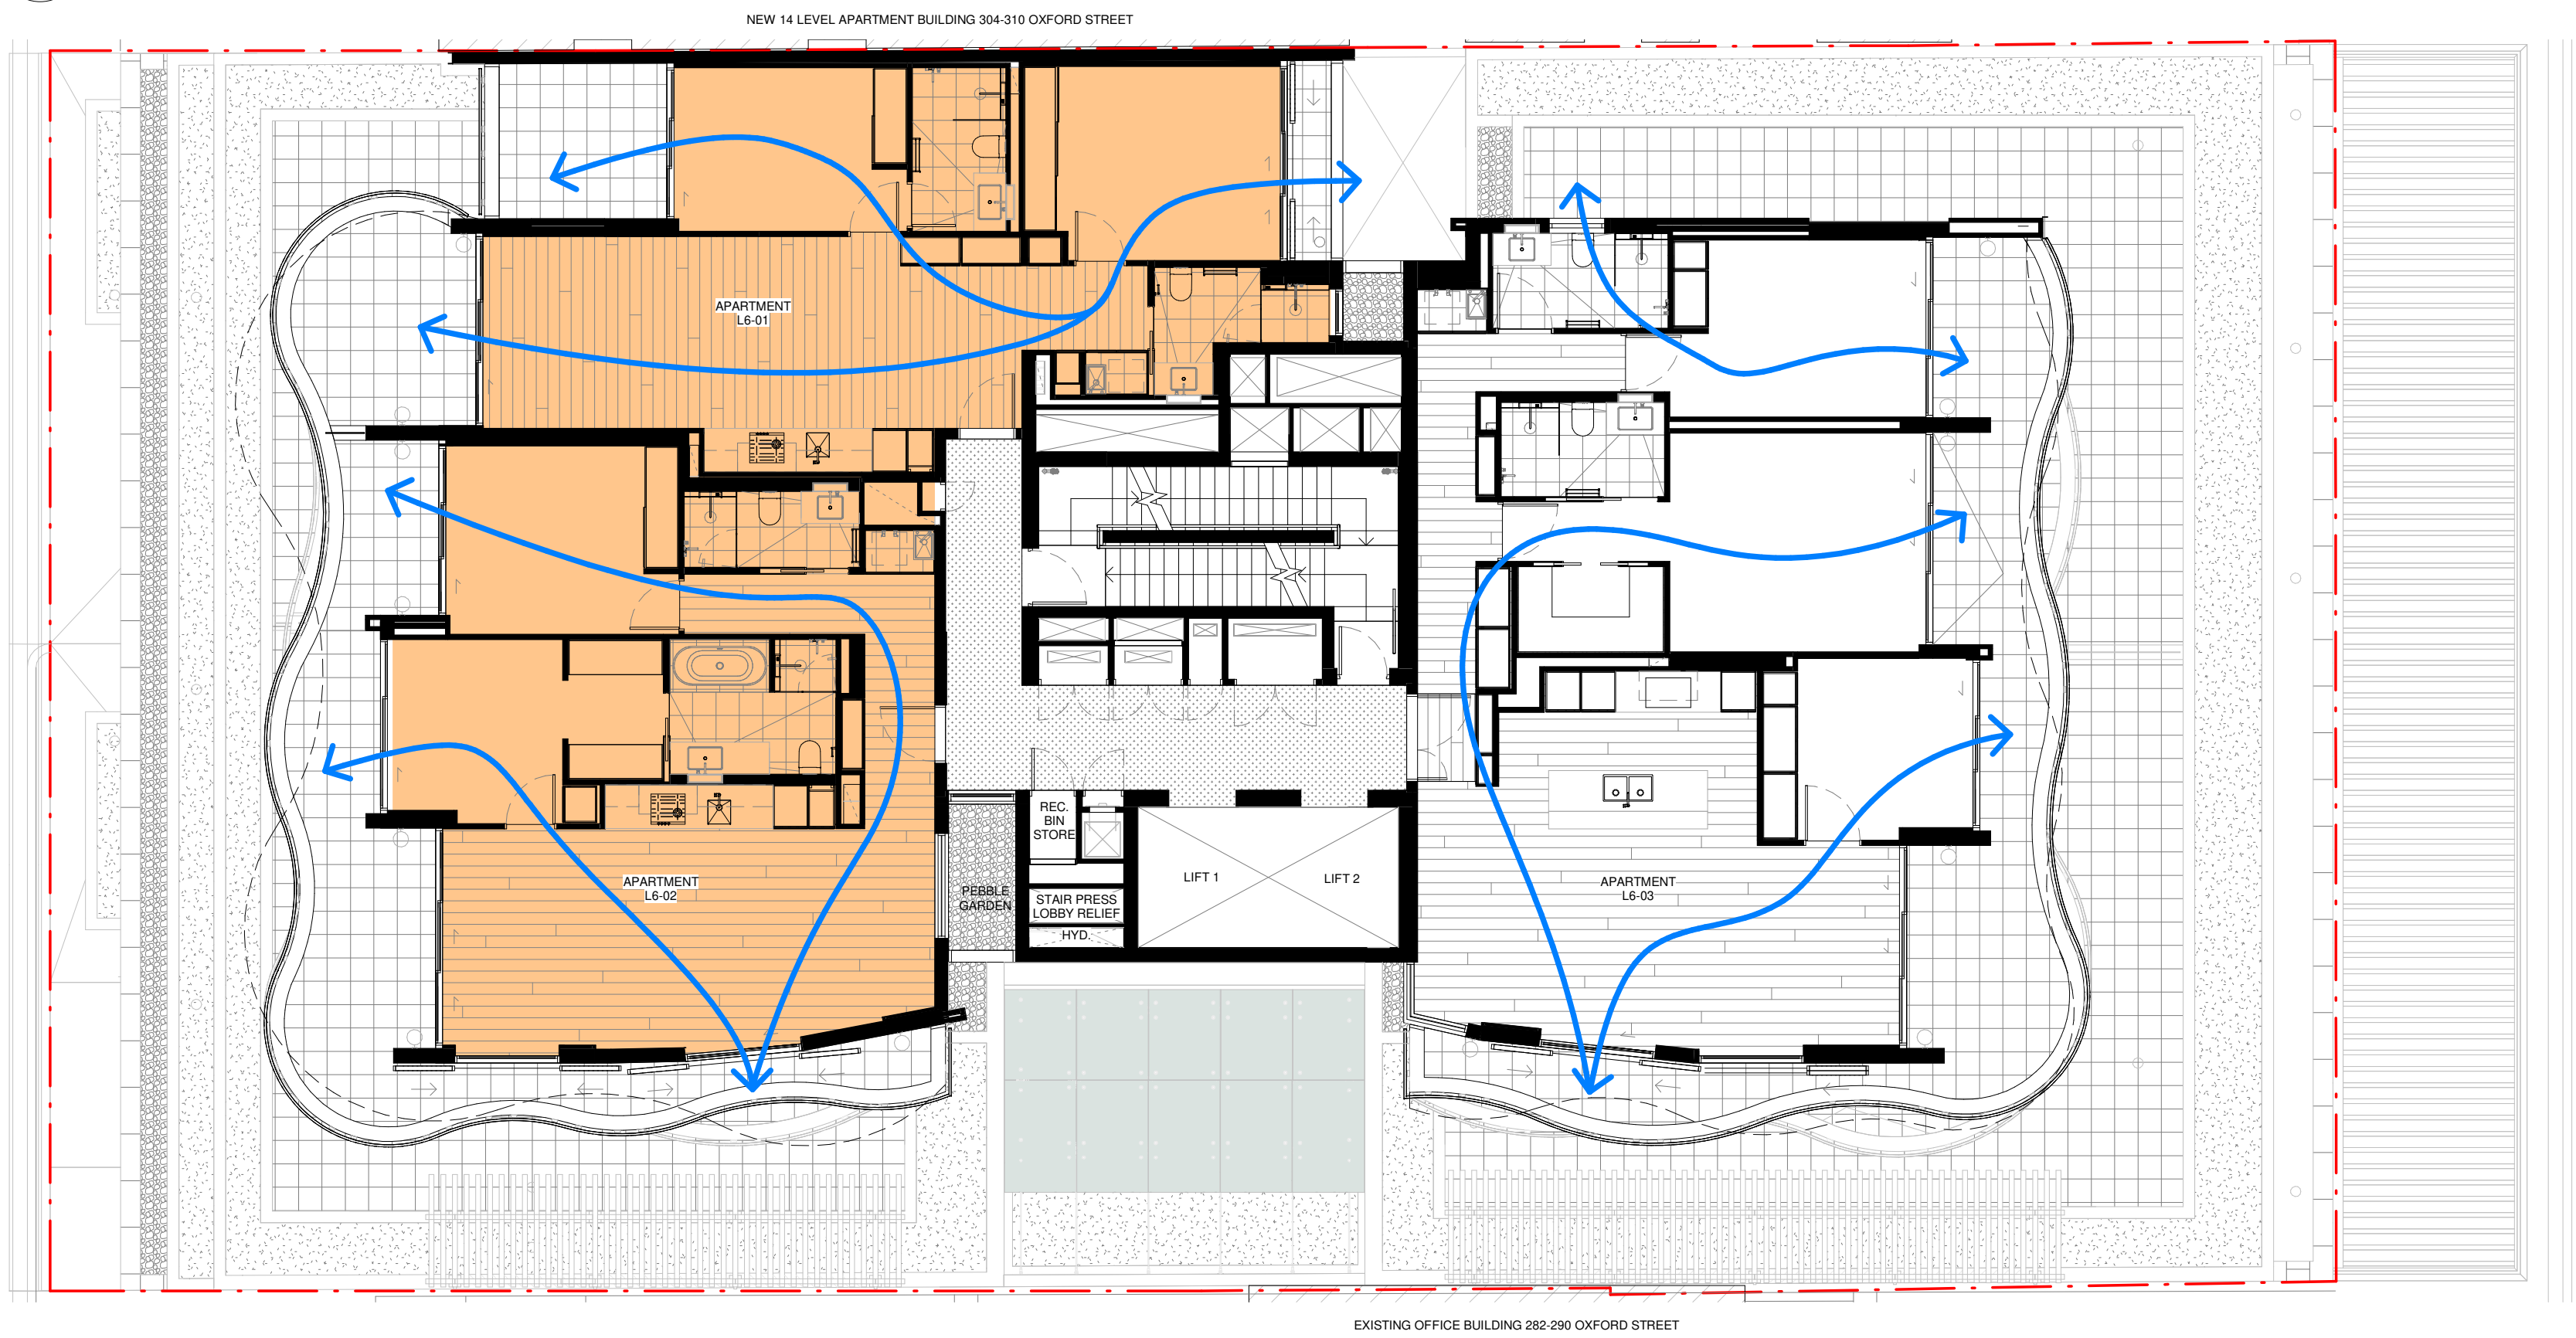 NEW 14 LEVEL APARTMENT BUILDING 304-310 OXFORD STREET
APARTMENT
L6-01
REC.
BIN
STORE
APARTMENT
L6-02
PEBBLE
GARDEN
STAIR PRESS
LOBBY RELIEF
HYD.
LIFT 1
LIFT 2
APARTMENT
L6-03
EXISTING OFFICE BUILDING 282-290 OXFORD STREET